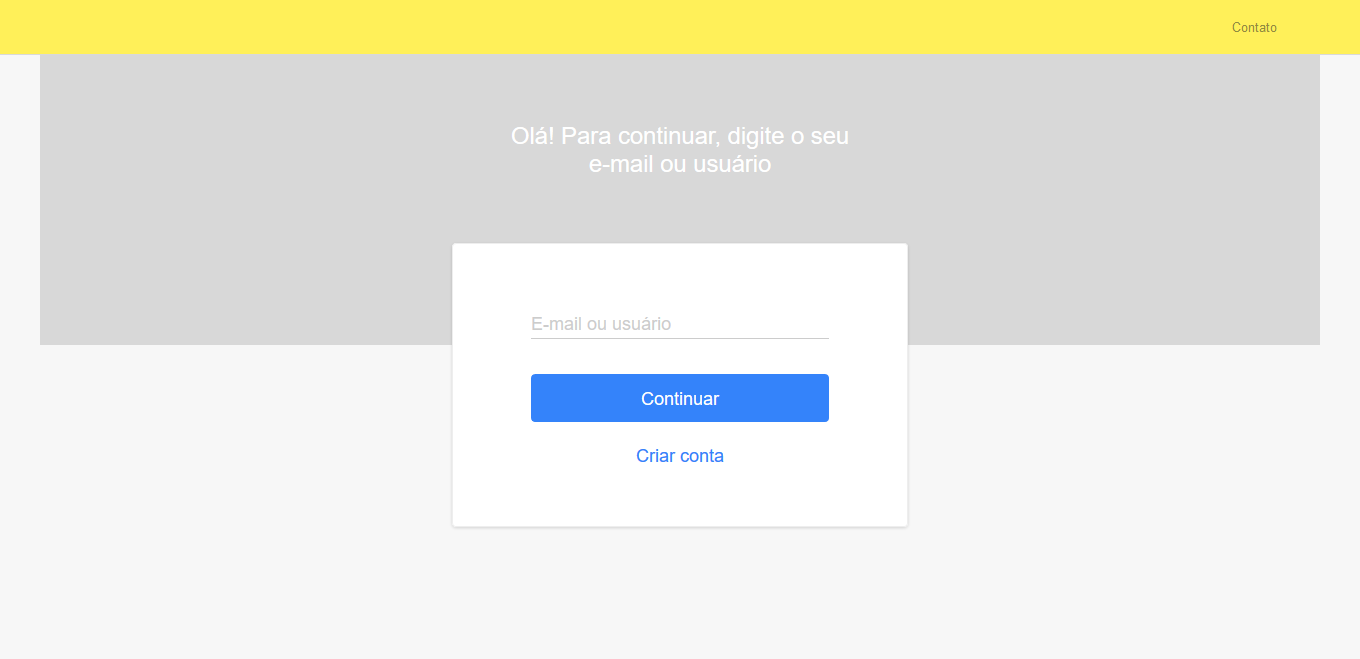 Contato
Olá! Para continuar, digite o seu
e-mail ou usuário
E-mail ou usuário
Continuar
Criar conta